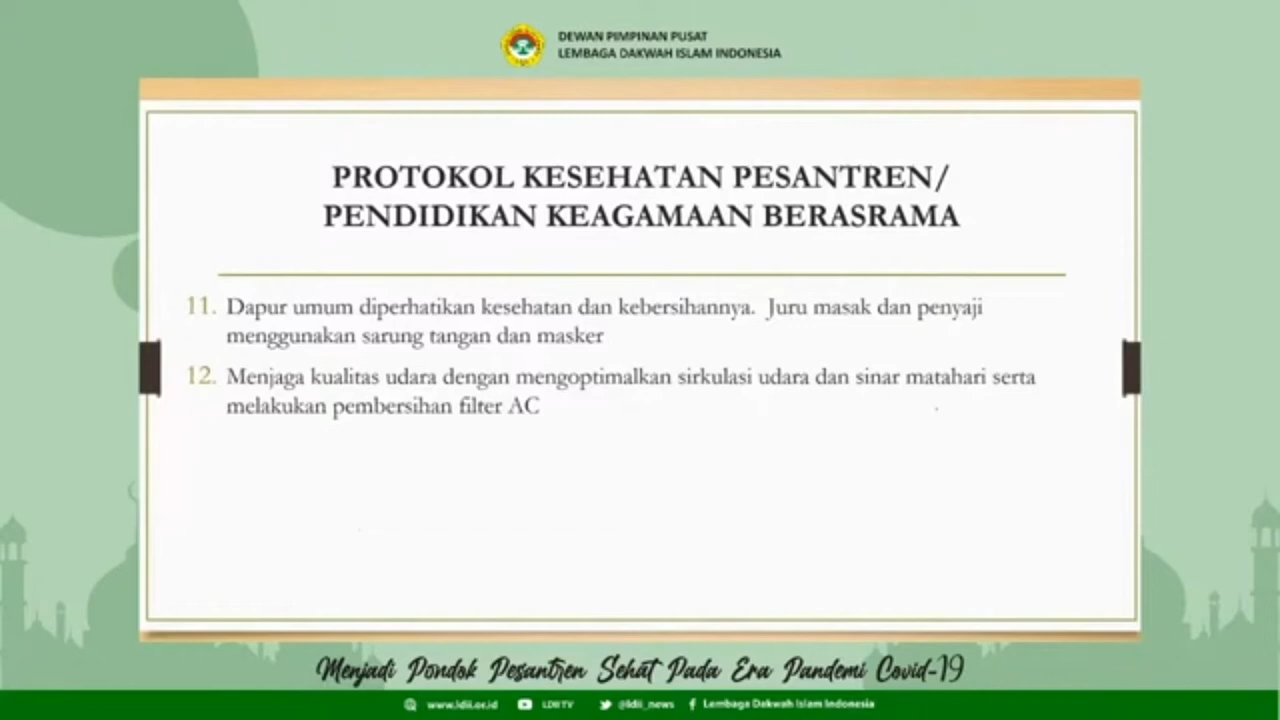 DEWAN PIMPINAN PUSAT
LEMBAGA DAKWAH ISLAM INDONESIA
PROTOKOL KESEHATAN PESANTREN/
PENDIDIKAN KEAGAMAAN BERASRAMA
11. Dapur umum diperhatikan kesehatan dan kebersihannya. Juru masak dan penyaji
menggunakan sarung tangan dan masker
12. Menjaga kualitas udara dengan mengoptimalkan sirkulasi udara dan sinar matahari serta
melakukan pembersihan filter AC
Menjadi Pondok Pesantren Sehat Pada Era Pandemi Covid-19
www.ldii.or.id LDII TV @ldii_news Lembaga Dakwah Islam Indonesia